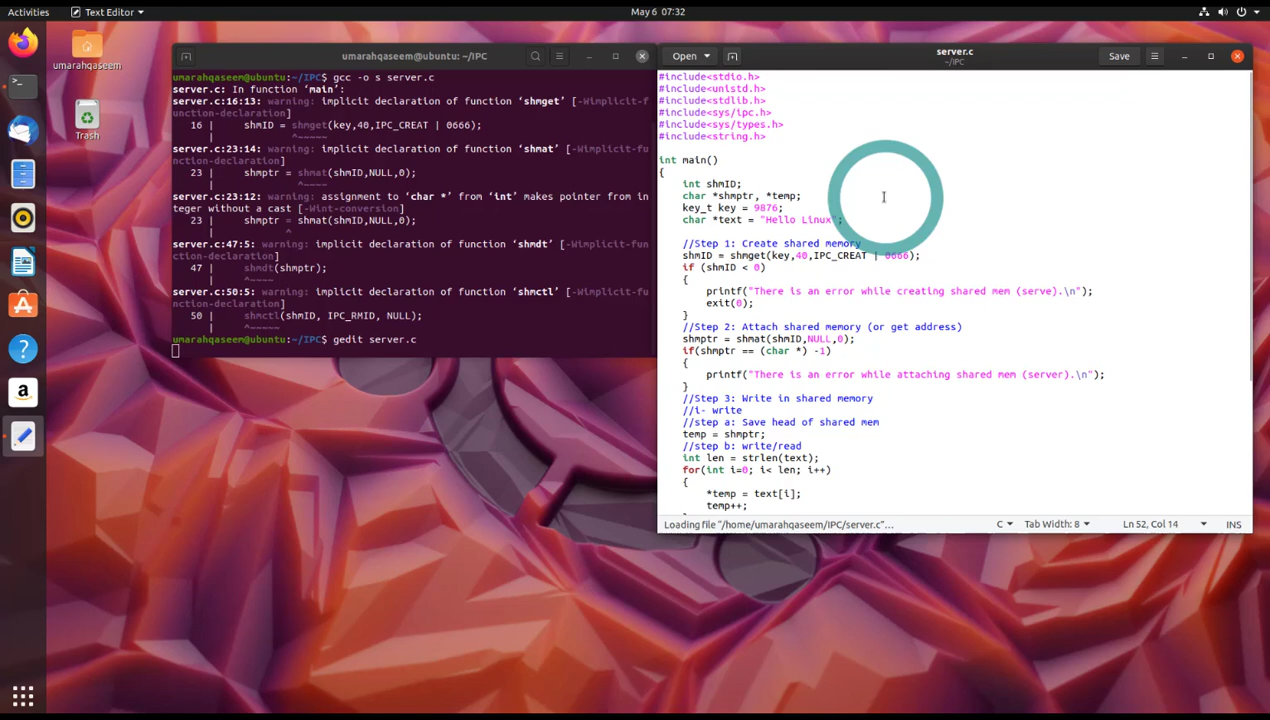 Activities
Text Editor
May 6 07:32
umarahqaseem
Trash
umarahqaseem@ubuntu: ~/IPC
umarahqaseem@ubuntu:~/IPC$ gcc -o s server.c
server.c: In function ‘main’:
server.c:16:13: warning: implicit declaration of function ‘shmget’ [-Wimplicit-f
unction-declaration]
16 | shmID = shmget(key,40,IPC_CREAT | 0666);
^~~~~~
server.c:23:14: warning: implicit declaration of function ‘shmat’ [-Wimplicit-fu
nction-declaration]
23 | shmptr = shmat(shmID,NULL,0);
^~~~~
server.c:23:12: warning: assignment to ‘char *’ from ‘int’ makes pointer from in
teger without a cast [-Wint-conversion]
23 | shmptr = shmat(shmID,NULL,0);
^
server.c:47:5: warning: implicit declaration of function ‘shmdt’ [-Wimplicit-fun
ction-declaration]
47 | shmdt(shmptr);
^~~~~
server.c:50:5: warning: implicit declaration of function ‘shmctl’ [-Wimplicit-fu
nction-declaration]
50 | shmctl(shmID, IPC_RMID, NULL);
^~~~~~
umarahqaseem@ubuntu:~/IPC$ gedit server.c
Open
server.c
~/IPC
Save
#include<stdio.h>
#include<unistd.h>
#include<stdlib.h>
#include<sys/ipc.h>
#include<sys/types.h>
#include<string.h>
int main()
{
int shmID;
char *shmptr, *temp;
key_t key = 9876;
char *text = "Hello Linux";
//Step 1: Create shared memory
shmID = shmget(key,40,IPC_CREAT | 0666);
if (shmID < 0)
{
printf("There is an error while creating shared mem (serve).\n");
exit(0);
}
//Step 2: Attach shared memory (or get address)
shmptr = shmat(shmID,NULL,0);
if(shmptr == (char *) -1)
{
printf("There is an error while attaching shared mem (server).\n");
}
//Step 3: Write in shared memory
//i- write
//step a: Save head of shared mem
temp = shmptr;
//step b: write/read
int len = strlen(text);
for(int i=0; i< len; i++)
{
*temp = text[i];
temp++;
Loading file "/home/umarahqaseem/IPC/server.c"…
C
Tab Width: 8
Ln 52, Col 14
INS